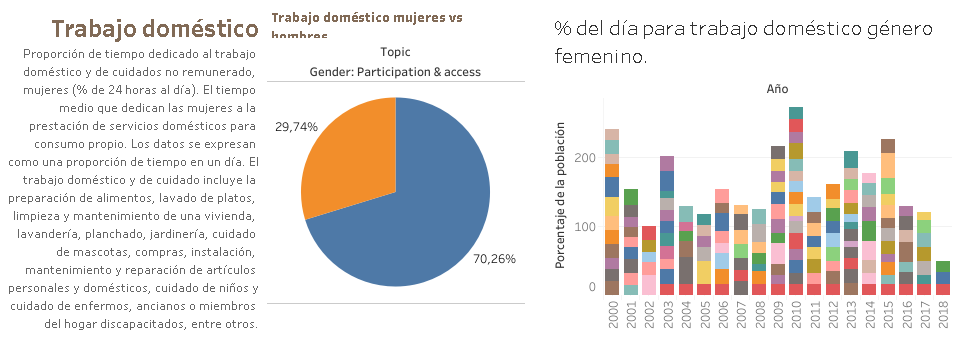 Trabajo doméstico
Proporción de tiempo dedicado al trabajo
doméstico y de cuidados no remunerado,
mujeres (% de 24 horas al día). El tiempo
medio que dedican las mujeres a la
prestación de servicios domésticos para
consumo propio. Los datos se expresan
como una proporción de tiempo en un día. El
trabajo doméstico y de cuidado incluye la
preparación de alimentos, lavado de platos,
limpieza y mantenimiento de una vivienda,
lavandería, planchado, jardinería, cuidado
de mascotas, compras, instalación,
mantenimiento y reparación de artículos
personales y domésticos, cuidado de niños y
cuidado de enfermos, ancianos o miembros
del hogar discapacitados, entre otros.
Trabajo doméstico mujeres vs
hombres
Topic
Gender: Participation & access
29,74%
70,26%
% del día para trabajo doméstico género
femenino.
Año
Porcentaje de la población
200
100
0
2000
2001
2002
2003
2004
2005
2006
2007
2008
2009
2010
2011
2012
2013
2014
2015
2016
2017
2018